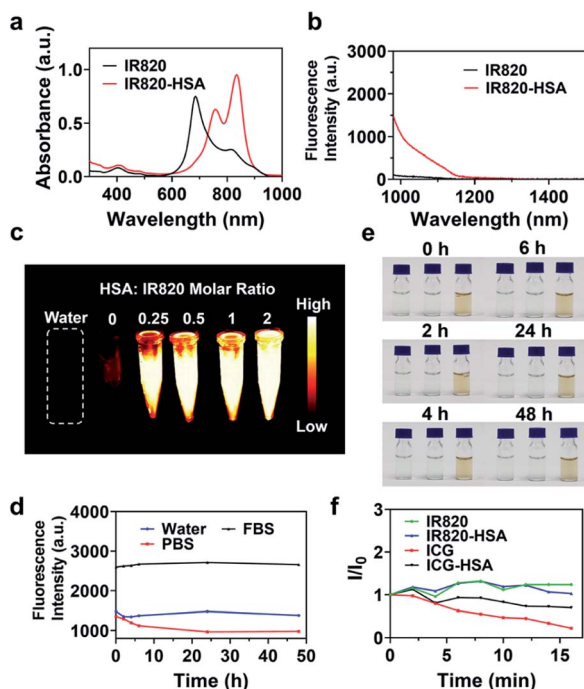 a
IR820
IR820-HSA
Absorbance (a.u.)
1.0
0.5
0.0
400 600 800 1000
Wavelength (nm)
b
IR820
IR820-HSA
Fluorescence
Intensity (a.u.)
3000
2000
1000
0
1000 1200 1400
Wavelength (nm)
c
HSA: IR820 Molar Ratio
Water 0 0.25 0.5 1 2
High
Low
e
0 h 6 h
2 h 24 h
4 h 48 h
d
Water FBS
PBS
Fluorescence
Intensity (a.u.)
4000
3000
2000
1000
0 10 20 30 40 50
Time (h)
f
IR820
IR820-HSA
ICG
ICG-HSA
I/I0
3
2
1
0
0 5 10 15
Time (min)